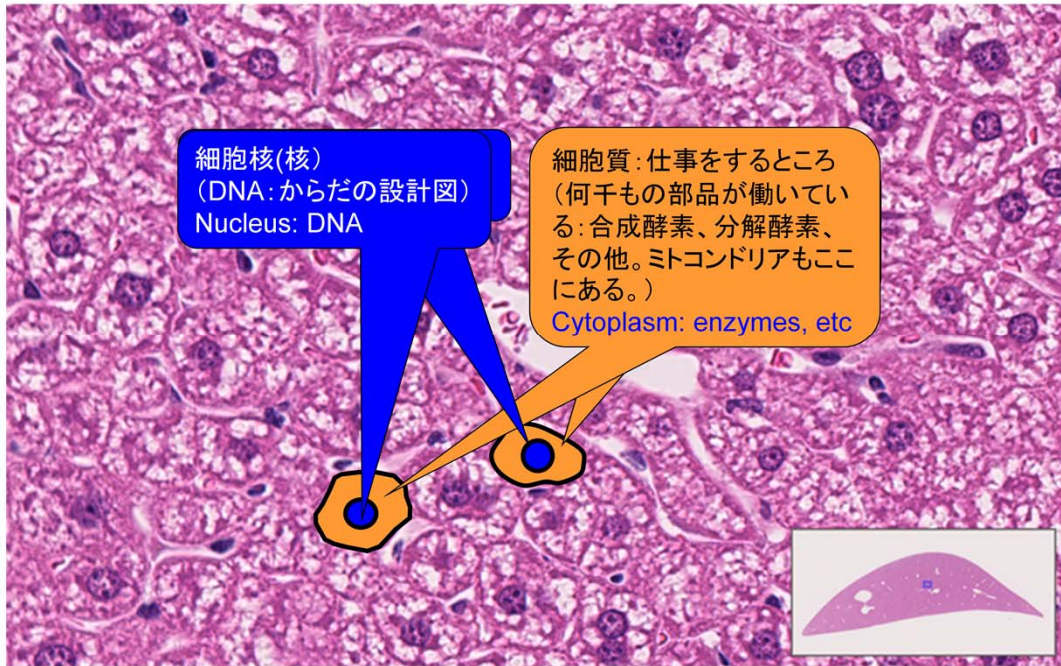 細胞核(核)
(DNA:からだの設計図)
Nucleus: DNA
細胞質:仕事をするところ
(何千もの部品が働いてい
る:合成酵素、分解酵素、
その他。ミトコンドリアもここ
にある。)
Cytoplasm: enzymes, etc